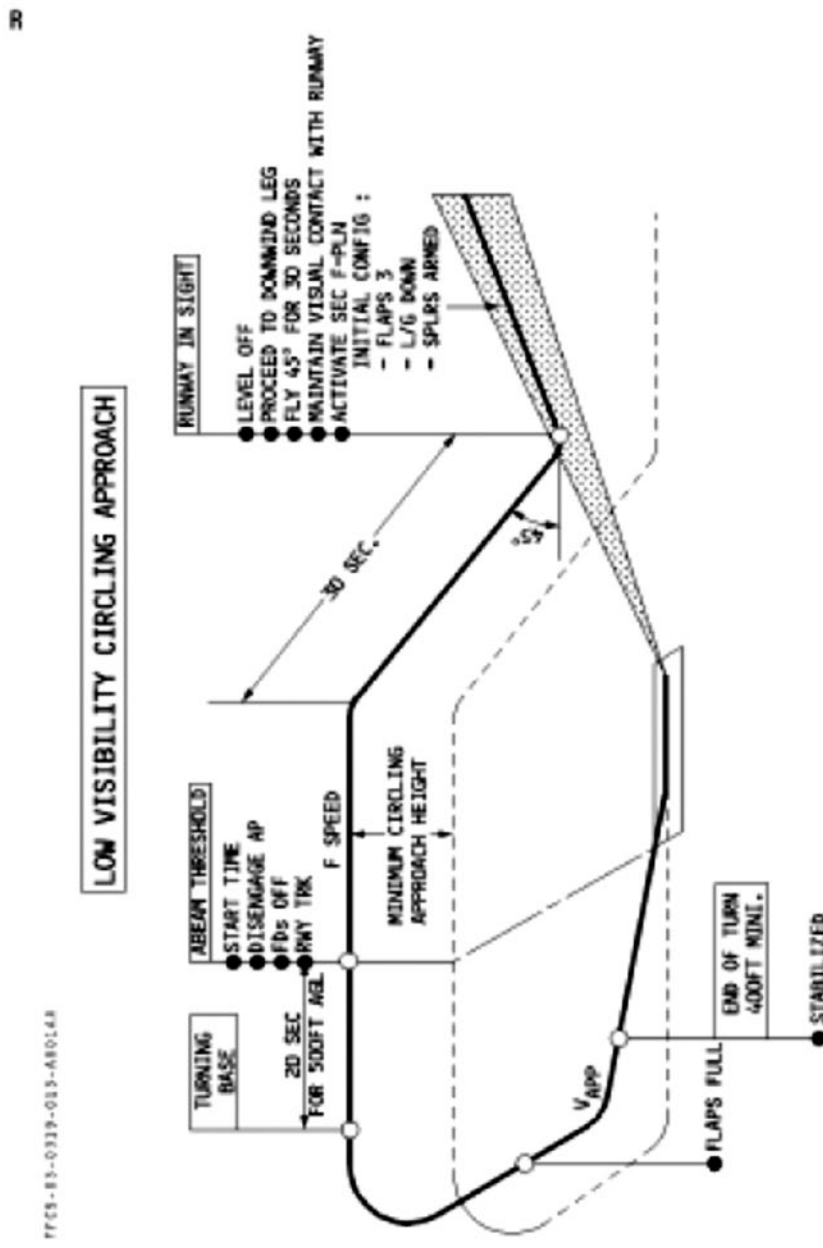 R
LOW VISIBILITY CIRCLING APPROACH
RUNWAY IN SIGHT
LEVEL OFF
PROCEED TO DOWNWIND LEG
FLY 45° FOR 30 SECONDS
MAINTAIN VISUAL CONTACT WITH RUNWAY
ACTIVATE SEC F-PLN
INITIAL CONFIG :
- FLAPS 3
- L/G DOWN
- SPLRS ARMED
30 SEC.
45°
ABEAM THRESHOLD
START TIME
DISENGAGE AP
FDs OFF
RWY TRK
F SPEED
MINIMUM CIRCLING
APPROACH HEIGHT
TURNING
BASE
20 SEC
FOR 500FT AGL
VAPP
END OF TURN
400FT MINI.
FLAPS FULL
STABILIZED